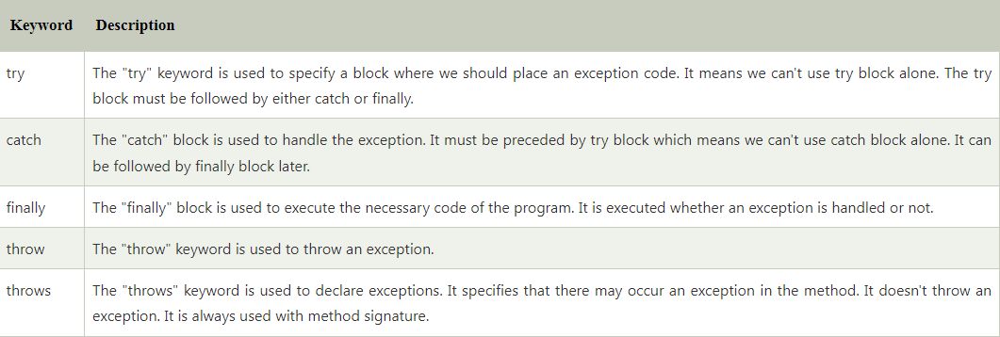 Keyword Description
try The "try" keyword is used to specify a block where we should place an exception code. It means we can't use try block alone. The try
block must be followed by either catch or finally.
catch The "catch" block is used to handle the exception. It must be preceded by try block which means we can't use catch block alone. It can
be followed by finally block later.
finally The "finally" block is used to execute the necessary code of the program. It is executed whether an exception is handled or not.
throw The "throw" keyword is used to throw an exception.
throws The "throws" keyword is used to declare exceptions. It specifies that there may occur an exception in the method. It doesn't throw an
exception. It is always used with method signature.